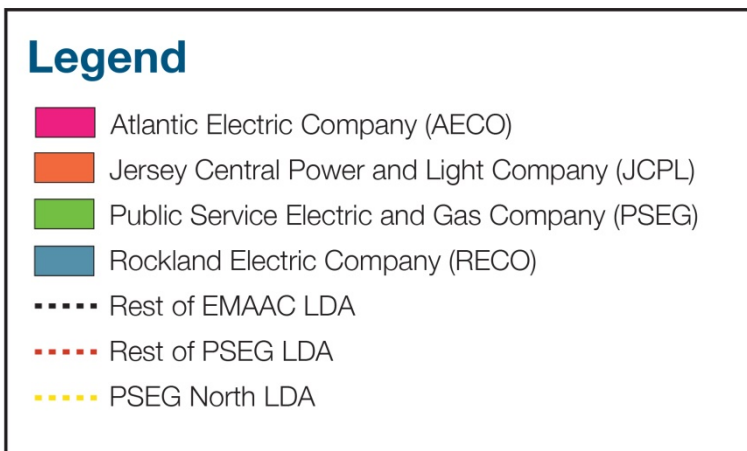 Legend
Atlantic Electric Company (AECO)
Jersey Central Power and Light Company (JCPL)
Public Service Electric and Gas Company (PSEG)
Rockland Electric Company (RECO)
Rest of EMAAC LDA
Rest of PSEG LDA
PSEG North LDA